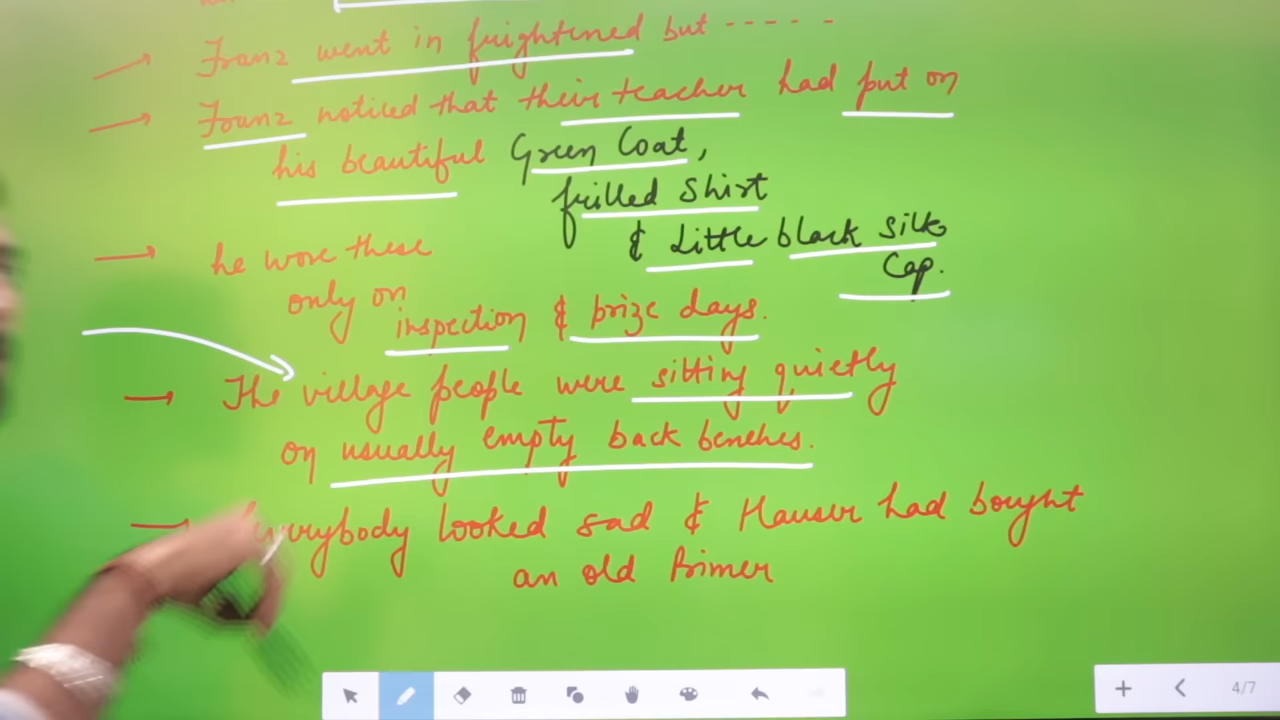 Franz went in frightened but -----
Franz noticed that their teacher had put on
his beautiful Green Coat,
frilled Shirt
& Little black silk
Cap.
he wore these
only on
inspection & prize days.
The village people were sitting quietly
on usually empty back benches.
Everybody looked sad & Hauser had bought
an old Primer
4/7